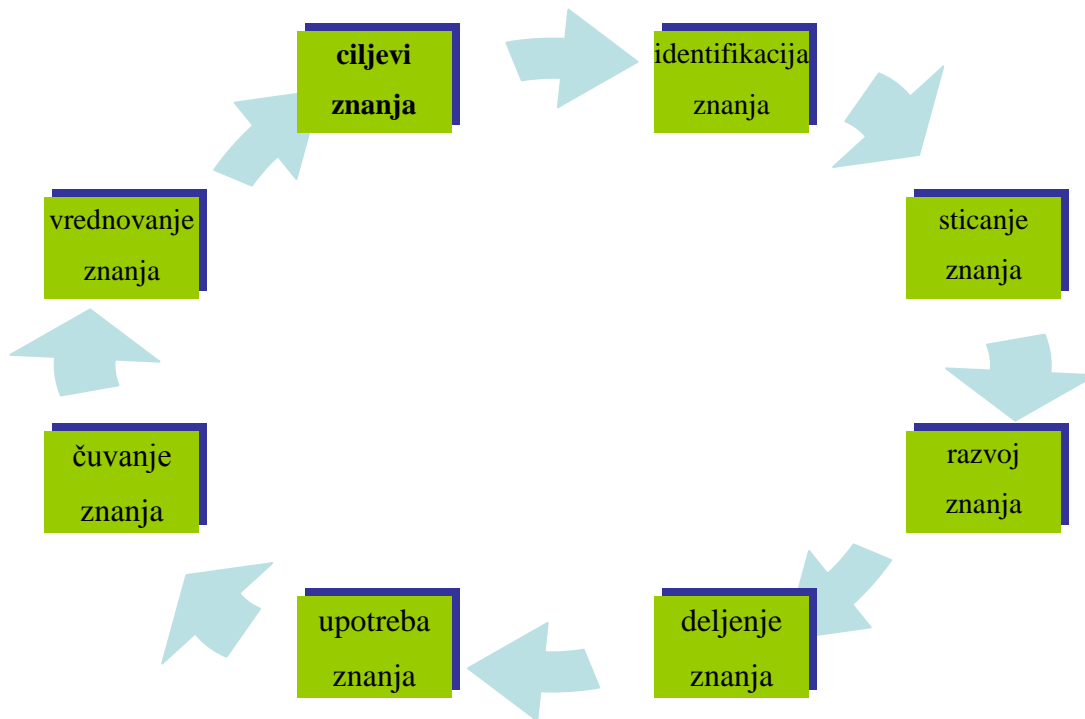 ciljevi
znanja
identifikacija
znanja
sticanje
znanja
razvoj
znanja
deljenje
znanja
upotreba
znanja
čuvanje
znanja
vrednovanje
znanja